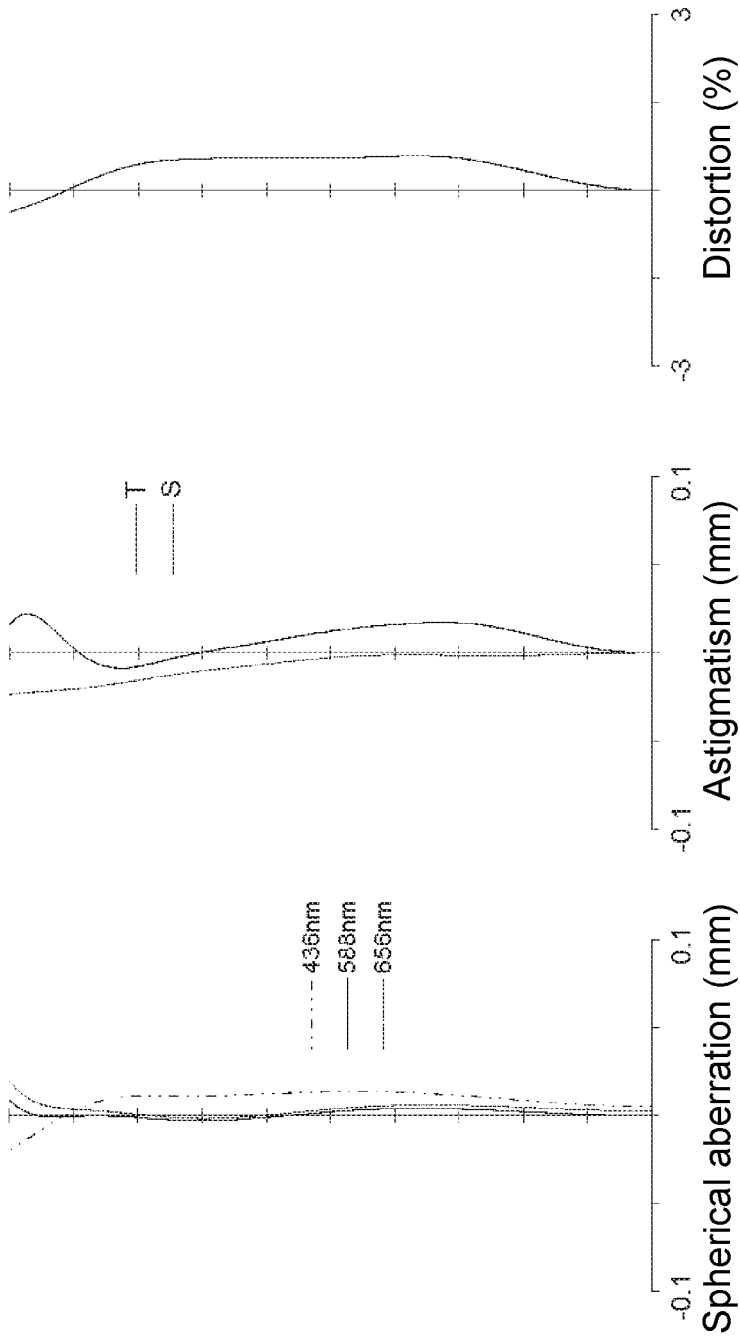 436nm
588nm
656nm
-0.1
0.1
Spherical aberration (mm)
T
S
-0.1
0.1
Astigmatism (mm)
-3
3
Distortion (%)